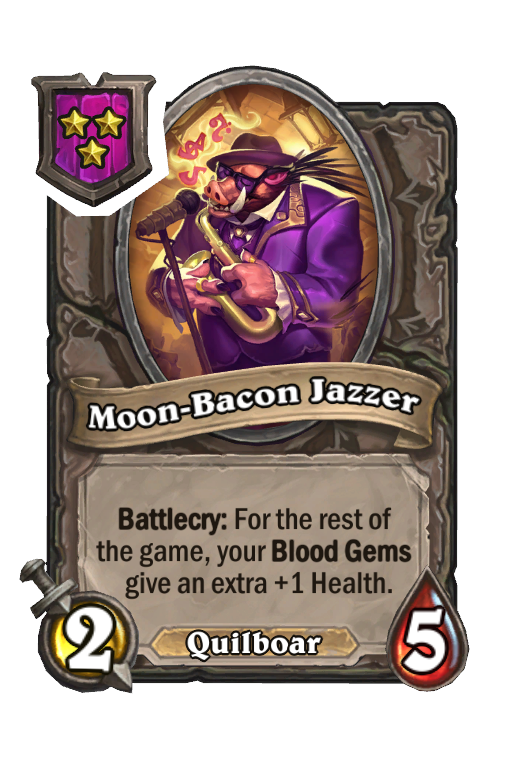 Moon-Bacon Jazzer
Battlecry: For the rest of
the game, your Blood Gems
give an extra +1 Health.
2
Quilboar
5